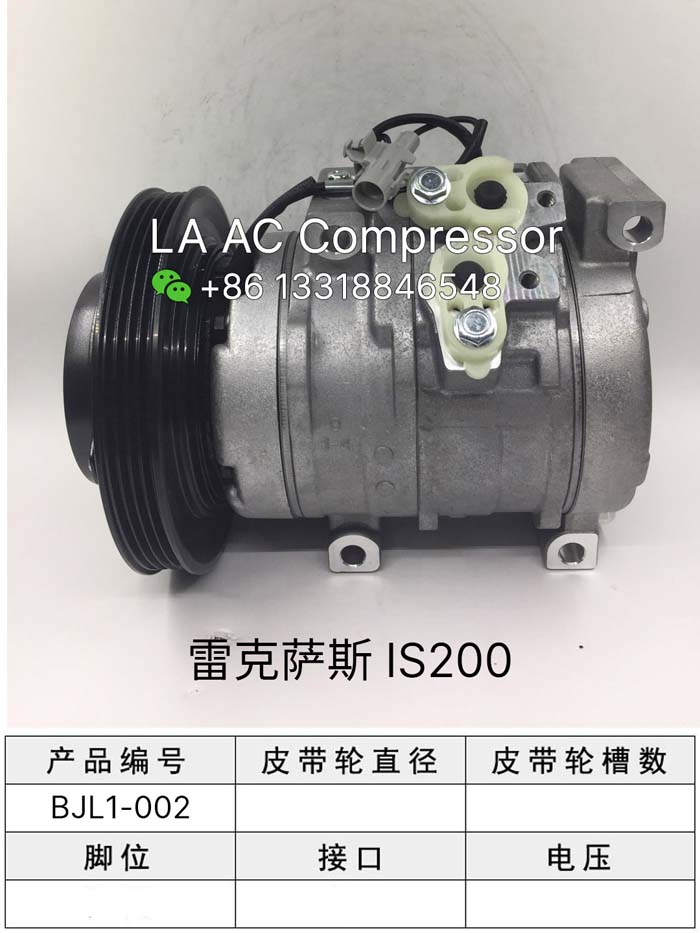 LA AC Compressor
+86 13318846548
雷克萨斯 IS200
产品编号 皮带轮直径 皮带轮槽数
BJL1-002
脚位 接口 电压